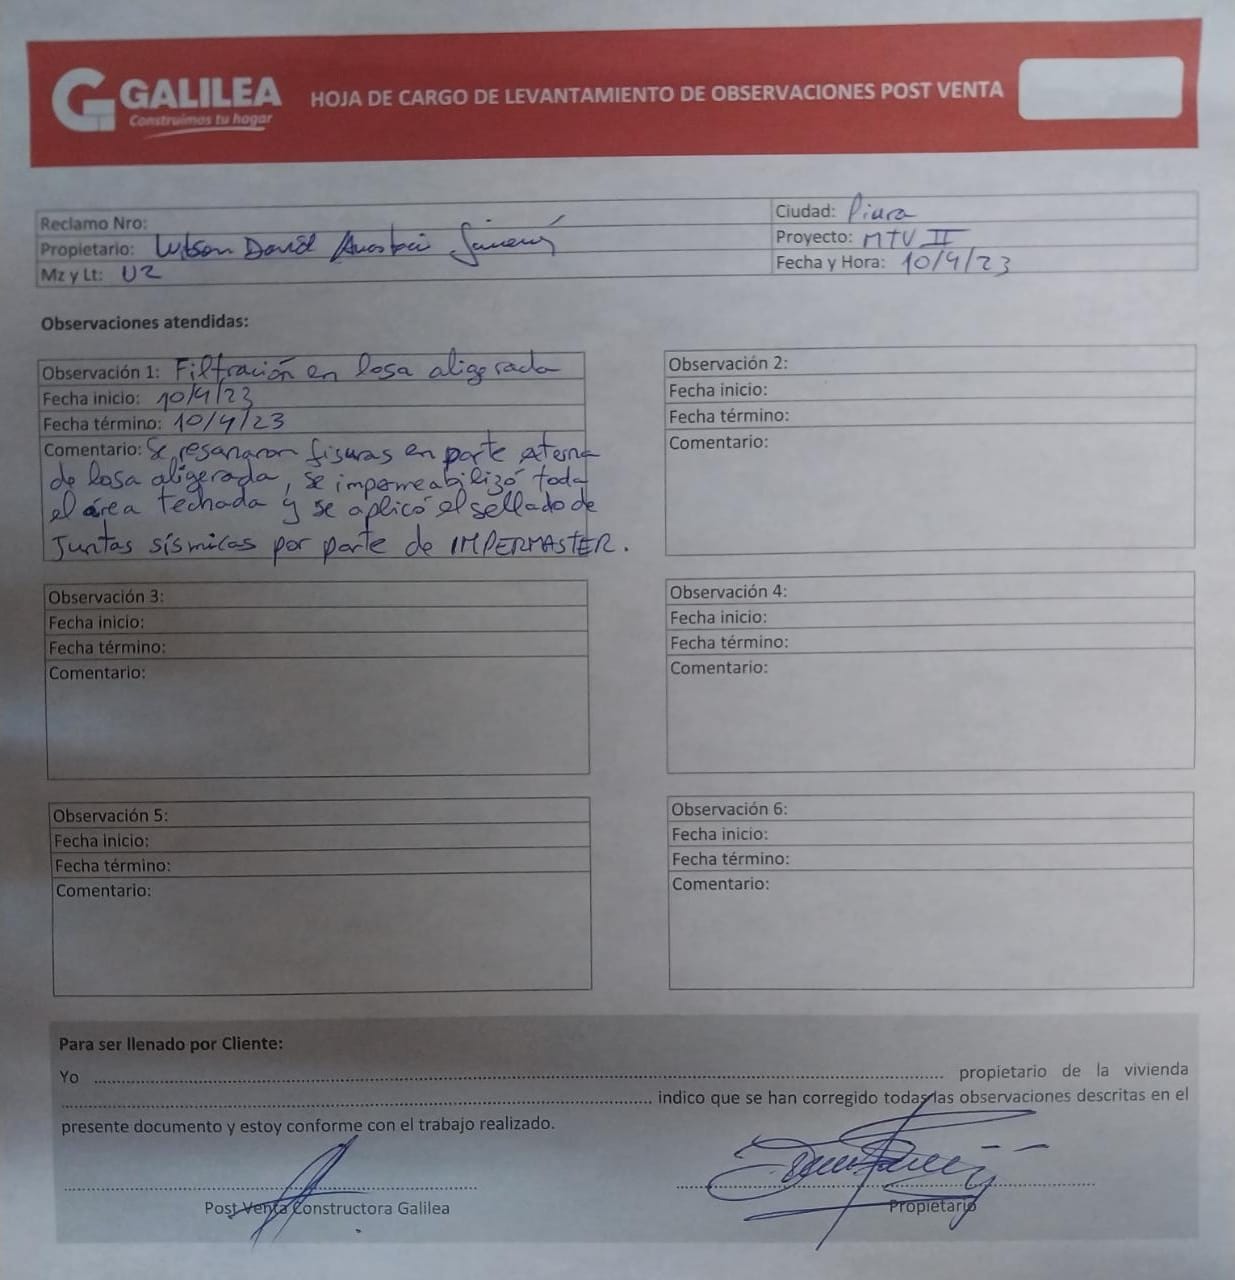 GALILEA
Construimos tu hogar
HOJA DE CARGO DE LEVANTAMIENTO DE OBSERVACIONES POST VENTA
Reclamo Nro:
Ciudad: Piura
Propietario: Wilson David
Proyecto: MTV II
Mz y Lt: U2
Fecha y Hora: 10/4/23
Observaciones atendidas:
Observación 1: Filtración en losa aligerada
Fecha inicio: 10/4/23
Fecha término: 10/4/23
Comentario: Se resanaron fisuras en parte externa
de losa aligerada, se impermeabilizó toda
el área techada y se aplicó el sellado de
Juntas sísmicas por parte de IMPERMASTER.
Observación 2:
Fecha inicio:
Fecha término:
Comentario:
Observación 3:
Fecha inicio:
Fecha término:
Comentario:
Observación 4:
Fecha inicio:
Fecha término:
Comentario:
Observación 5:
Fecha inicio:
Fecha término:
Comentario:
Observación 6:
Fecha inicio:
Fecha término:
Comentario:
Para ser llenado por Cliente:
Yo ........ propietario de la vivienda
........ indico que se han corregido todas las observaciones descritas en el
presente documento y estoy conforme con el trabajo realizado.
Post Venta Constructora Galilea
Propietario